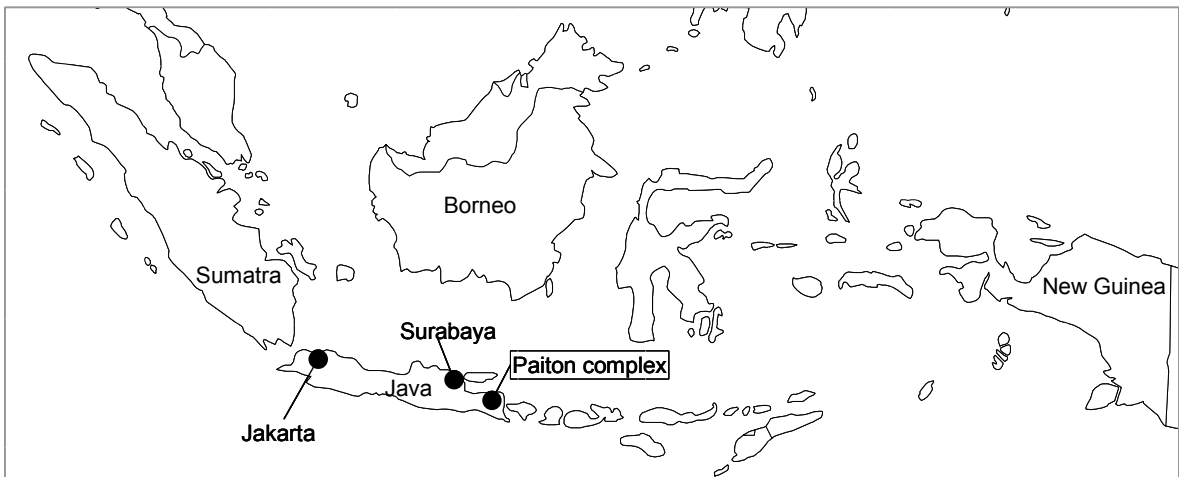 Borneo
Sumatra
New Guinea
Surabaya
Paiton complex
Java
Jakarta